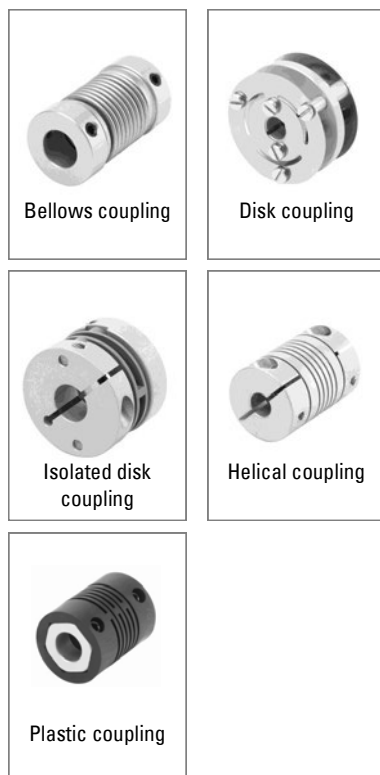 Bellows coupling
Disk coupling
Isolated disk
coupling
Helical coupling
Plastic coupling